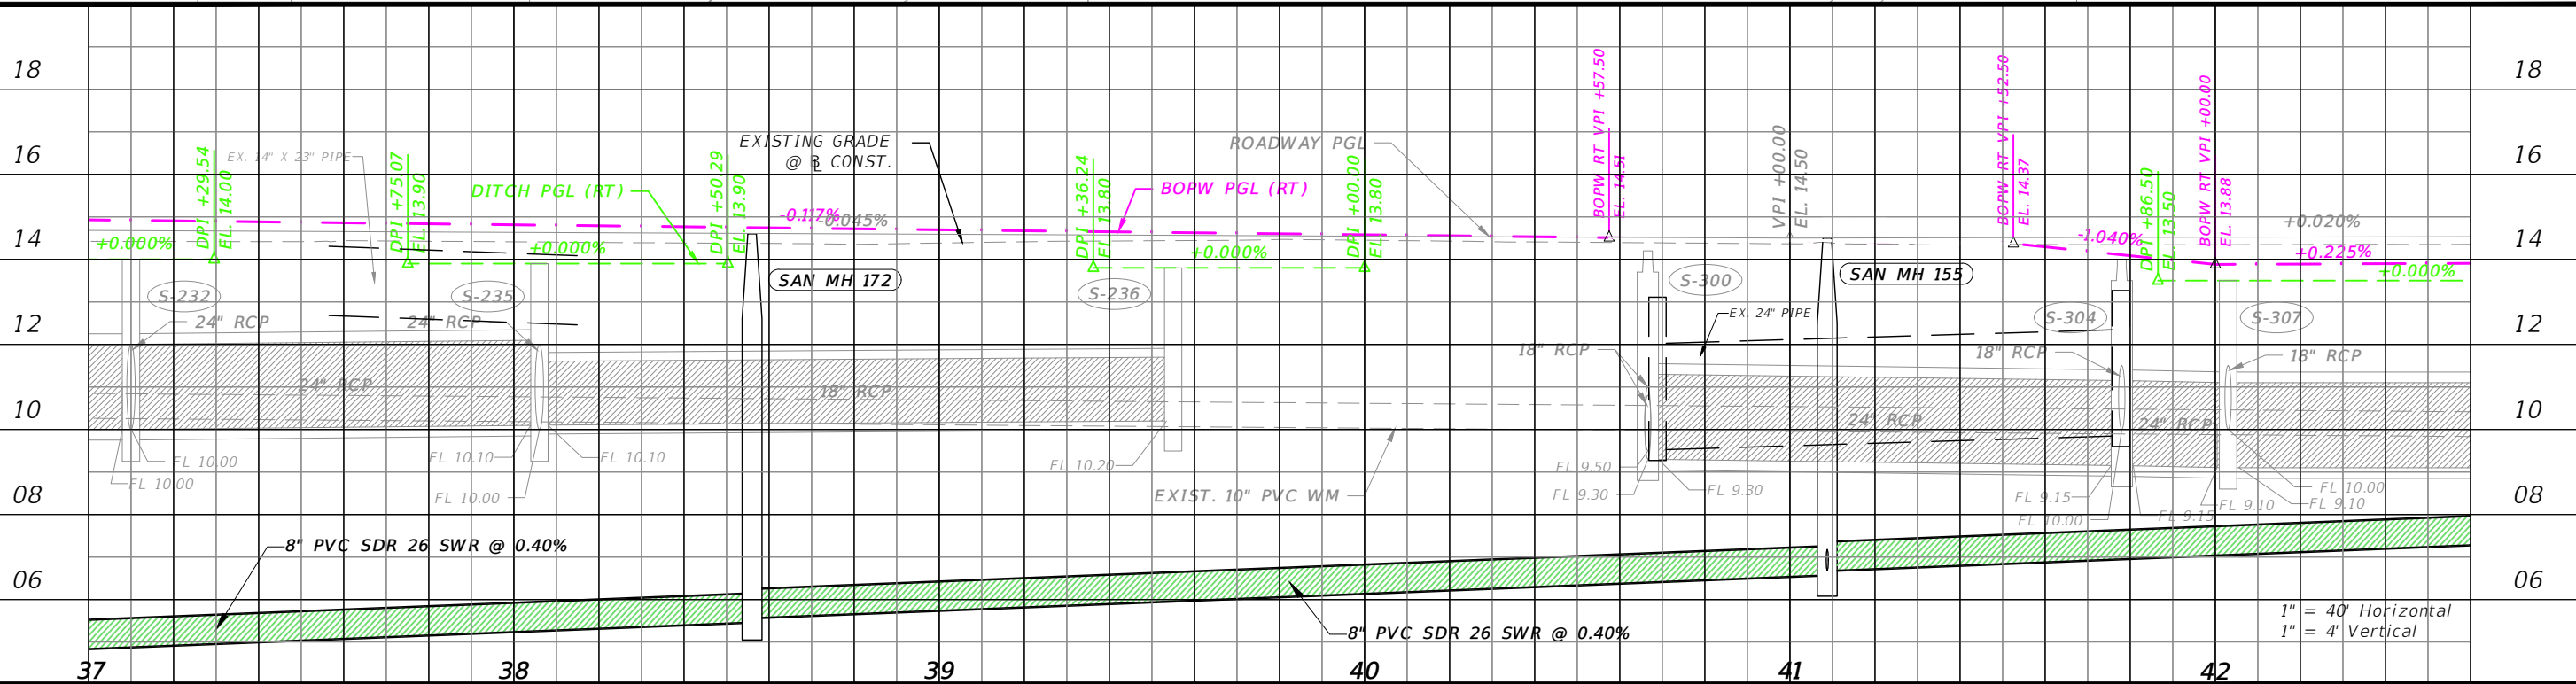 18
16
14
12
10
08
06
18
16
14
12
10
08
06
DPI +29.54
EL. 14.00
EX. 14" X 23" PIPE
DPI +75.07
EL. 13.90
DITCH PGL (RT)
DPI +50.29
EL. 13.90
EXISTING GRADE
@ ℄ CONST.
-0.117%
-0.045%
DPI +36.24
EL. 13.80
BOPW PGL (RT)
ROADWAY PGL
DPI +00.00
EL. 13.80
BOPW RT VPI +57.50
EL. 14.51
VPI +00.00
EL. 14.50
BOPW RT VPI +52.50
EL. 14.37
-1.040%
DPI +86.50
EL. 13.50
BOPW RT VPI +00.00
EL. 13.88
+0.020%
+0.225%
+0.000%
+0.000%
+0.000%
+0.000%
S-232
24" RCP
24" RCP
S-235
24" RCP
SAN MH 172
18" RCP
S-236
S-300
EX. 24" PIPE
18" RCP
SAN MH 155
24" RCP
S-304
18" RCP
24" RCP
S-307
18" RCP
FL 10.00
FL 10.00
FL 10.10
FL 10.00
FL 10.10
FL 10.20
EXIST. 10" PVC WM
FL 9.50
FL 9.30
FL 9.30
FL 9.15
FL 10.00
FL 9.15
FL 9.10
FL 10.00
FL 9.10
8" PVC SDR 26 SWR @ 0.40%
8" PVC SDR 26 SWR @ 0.40%
1" = 40' Horizontal
1" = 4' Vertical
37
38
39
40
41
42